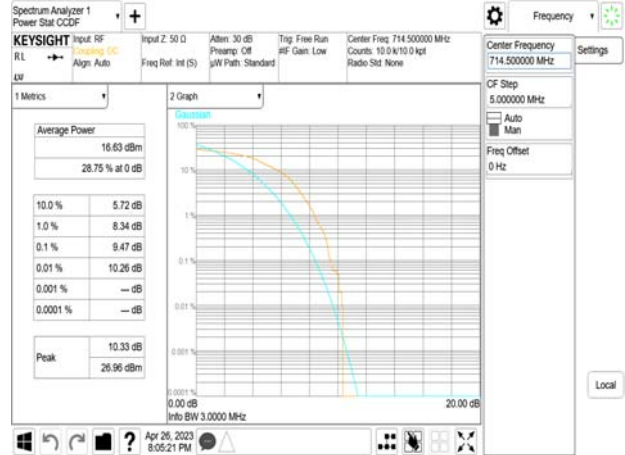 Spectrum Analyzer 1
Power Stat CCDF
+
Frequency
KEYSIGHT
RL
Input: RF
Coupling: DC
Align: Auto
Input Z: 50 Ω
Freq Ref: Int (S)
Atten: 30 dB
Preamp: Off
µW Path: Standard
Trig: Free Run
#IF Gain: Low
Center Freq: 714.500000 MHz
Counts: 10.0 k/10.0 kpt
Radio Std: None
Center Frequency
714.500000 MHz
Settings
CF Step
5.000000 MHz
Auto
Man
Freq Offset
0 Hz
1 Metrics
Average Power
16.63 dBm
28.75 % at 0 dB
10.0 % 5.72 dB
1.0 % 8.34 dB
0.1 % 9.47 dB
0.01 % 10.26 dB
0.001 % --- dB
0.0001 % --- dB
Peak
10.33 dB
26.96 dBm
2 Graph
Gaussian
100 %
10 %
1 %
0.1 %
0.01 %
0.001 %
0.0001 %
0.00 dB
20.00 dB
Info BW 3.0000 MHz
Local
?
Apr 26, 2023
8:05:21 PM